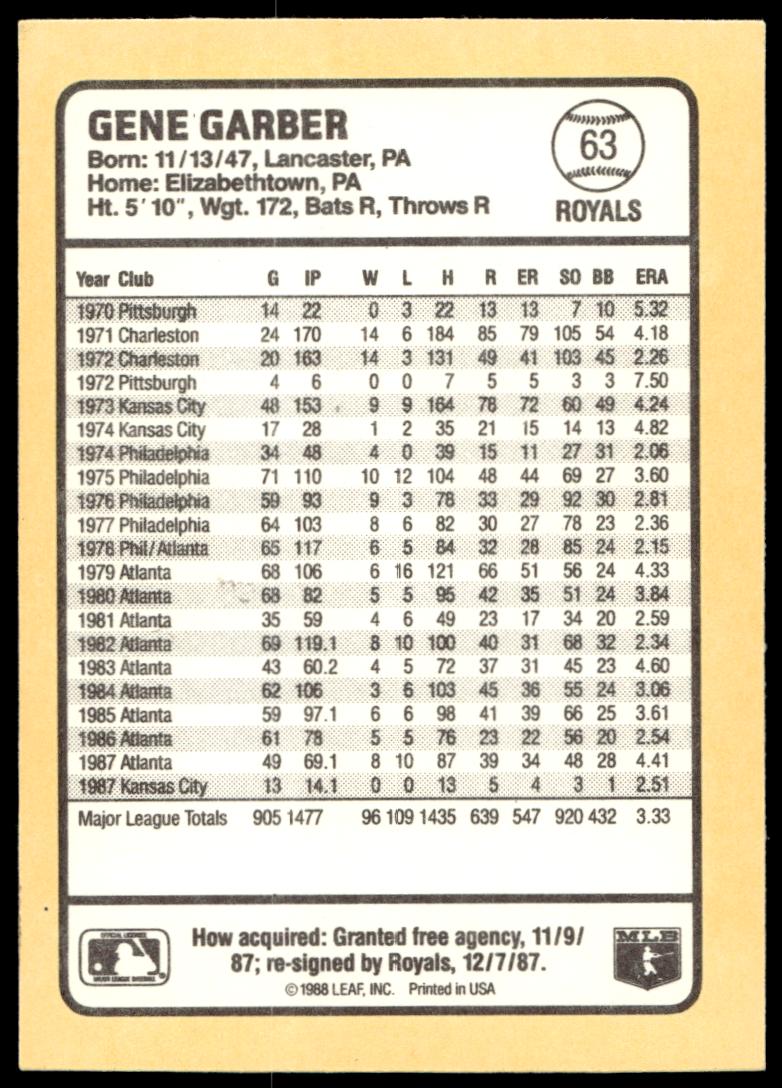 GENE GARBER
Born: 11/13/47, Lancaster, PA
Home: Elizabethtown, PA
Ht. 5' 10", Wgt. 172, Bats R, Throws R
63
ROYALS
Year Club G IP W L H R ER SO BB ERA
1970 Pittsburgh 14 22 0 3 22 13 13 7 10 5.32
1971 Charleston 24 170 14 6 184 85 79 105 54 4.18
1972 Charleston 20 163 14 3 131 49 41 103 45 2.26
1972 Pittsburgh 4 6 0 0 7 5 5 3 3 7.50
1973 Kansas City 48 153 9 9 164 78 72 60 49 4.24
1974 Kansas City 17 28 1 2 35 21 15 14 13 4.82
1974 Philadelphia 34 48 4 0 39 15 11 27 31 2.06
1975 Philadelphia 71 110 10 12 104 48 44 69 27 3.60
1976 Philadelphia 59 93 9 3 78 33 29 92 30 2.81
1977 Philadelphia 64 103 8 6 82 30 27 78 23 2.36
1978 Phil/Atlanta 65 117 6 5 84 32 28 85 24 2.15
1979 Atlanta 68 106 6 16 121 66 51 56 24 4.33
1980 Atlanta 68 82 5 5 95 42 35 51 24 3.84
1981 Atlanta 35 59 4 6 49 23 17 34 20 2.59
1982 Atlanta 69 119.1 8 10 100 40 31 68 32 2.34
1983 Atlanta 43 60.2 4 5 72 37 31 45 23 4.60
1984 Atlanta 62 106 3 6 103 45 36 55 24 3.06
1985 Atlanta 59 97.1 6 6 98 41 39 66 25 3.61
1986 Atlanta 61 78 5 5 76 23 22 56 20 2.54
1987 Atlanta 49 69.1 8 10 87 39 34 48 28 4.41
1987 Kansas City 13 14.1 0 0 13 5 4 3 1 2.51
Major League Totals 905 1477 96 109 1435 639 547 920 432 3.33
OFFICIAL LICENSEE
MAJOR LEAGUE BASEBALL
How acquired: Granted free agency, 11/9/
87; re-signed by Royals, 12/7/87.
© 1988 LEAF, INC. Printed in USA
MLB